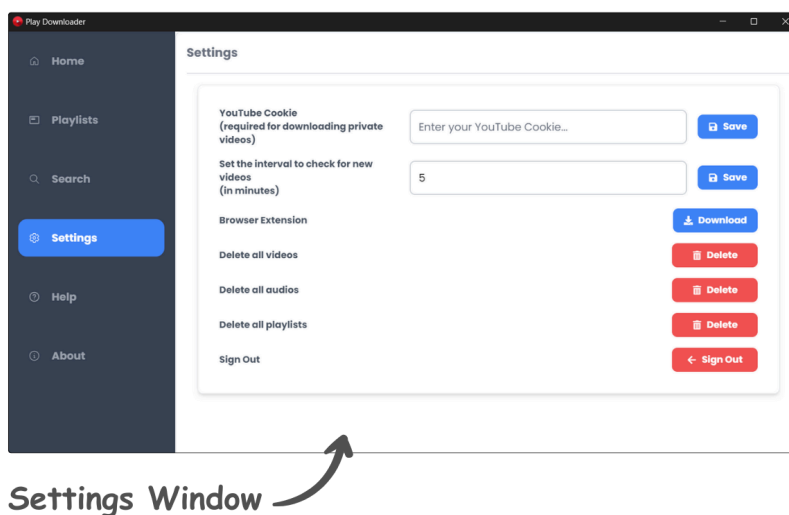 Play Downloader
Home
Settings
Playlists
Search
Settings
Help
About
YouTube Cookie
(required for downloading private
videos)
Enter your YouTube Cookie...
Save
Set the interval to check for new
videos
(in minutes)
5
Save
Browser Extension
Download
Delete all videos
Delete
Delete all audios
Delete
Delete all playlists
Delete
Sign Out
Sign Out
Settings Window